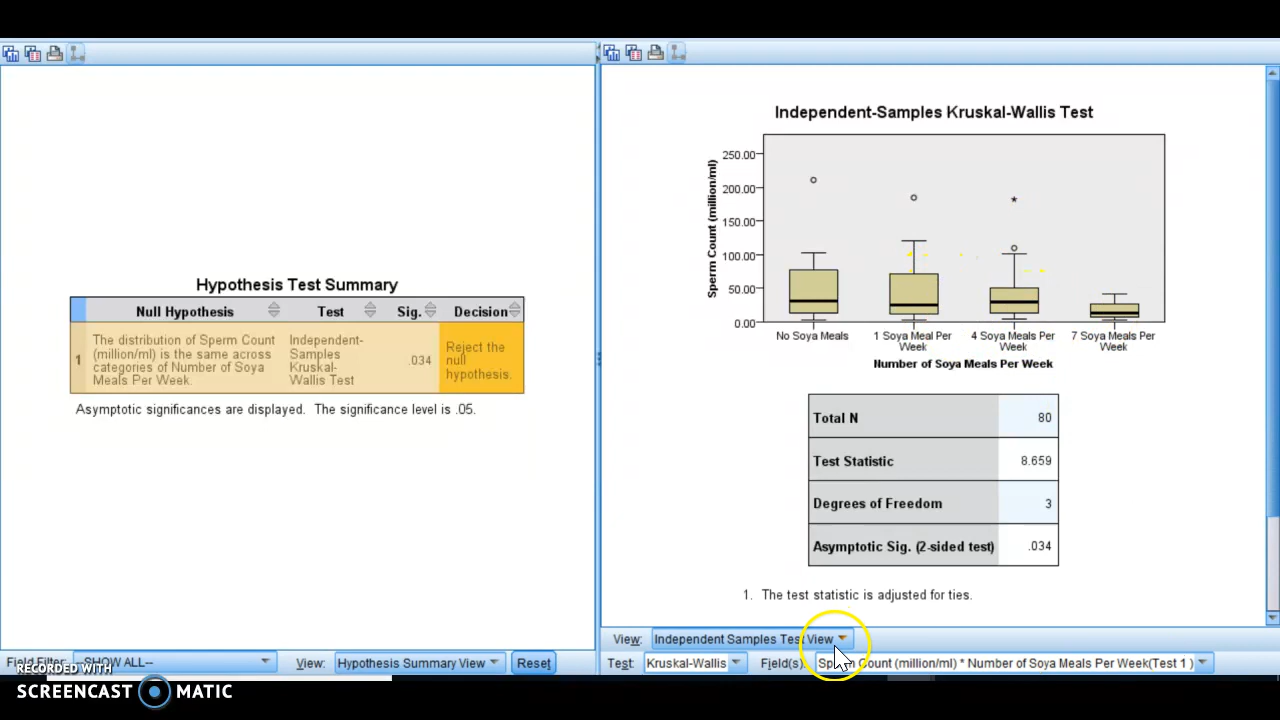 Hypothesis Test Summary
Null Hypothesis Test Sig. Decision
1 The distribution of Sperm Count (million/ml) is the same across categories of Number of Soya Meals Per Week. Independent-Samples Kruskal-Wallis Test .034 Reject the null hypothesis.
Asymptotic significances are displayed. The significance level is .05.
View: Hypothesis Summary View Reset
RECORDED WITH
SCREENCAST MATIC
Independent-Samples Kruskal-Wallis Test
Sperm Count (million/ml)
250.00
200.00
150.00
100.00
50.00
0.00
No Soya Meals
1 Soya Meal Per Week
4 Soya Meals Per Week
7 Soya Meals Per Week
Number of Soya Meals Per Week
Total N 80
Test Statistic 8.659
Degrees of Freedom 3
Asymptotic Sig. (2-sided test) .034
1. The test statistic is adjusted for ties.
View: Independent Samples Test View
Test: Kruskal-Wallis Field(s): Sperm Count (million/ml) * Number of Soya Meals Per Week(Test 1 )